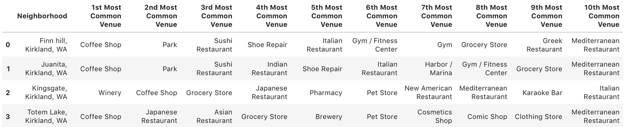 Neighborhood 1st Most Common Venue 2nd Most Common Venue 3rd Most Common Venue 4th Most Common Venue 5th Most Common Venue 6th Most Common Venue 7th Most Common Venue 8th Most Common Venue 9th Most Common Venue 10th Most Common Venue
0 Finn hill, Kirkland, WA Coffee Shop Park Sushi Restaurant Shoe Repair Italian Restaurant Gym / Fitness Center Gym Grocery Store Greek Restaurant Mediterranean Restaurant
1 Juanita, Kirkland, WA Coffee Shop Park Sushi Restaurant Indian Restaurant Shoe Repair Italian Restaurant Harbor / Marina Gym / Fitness Center Grocery Store Mediterranean Restaurant
2 Kingsgate, Kirkland, WA Winery Coffee Shop Grocery Store Japanese Restaurant Pharmacy Pet Store New American Restaurant Mediterranean Restaurant Karaoke Bar Italian Restaurant
3 Totem Lake, Kirkland, WA Coffee Shop Japanese Restaurant Asian Restaurant Grocery Store Brewery Pet Store Cosmetics Shop Comic Shop Clothing Store Mediterranean Restaurant